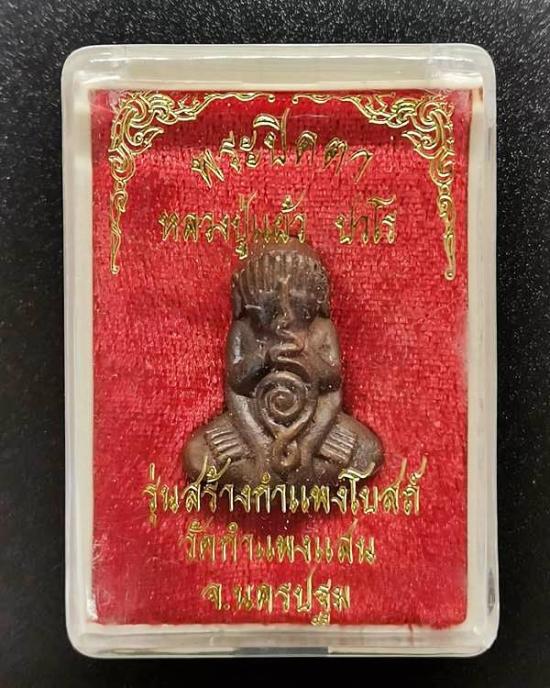 พระปิดตา
หลวงปู่แผ้ว ปวโร
รุ่นสร้างกำแพงโบสถ์
วัดกำแพงแสน
จ.นครปฐม